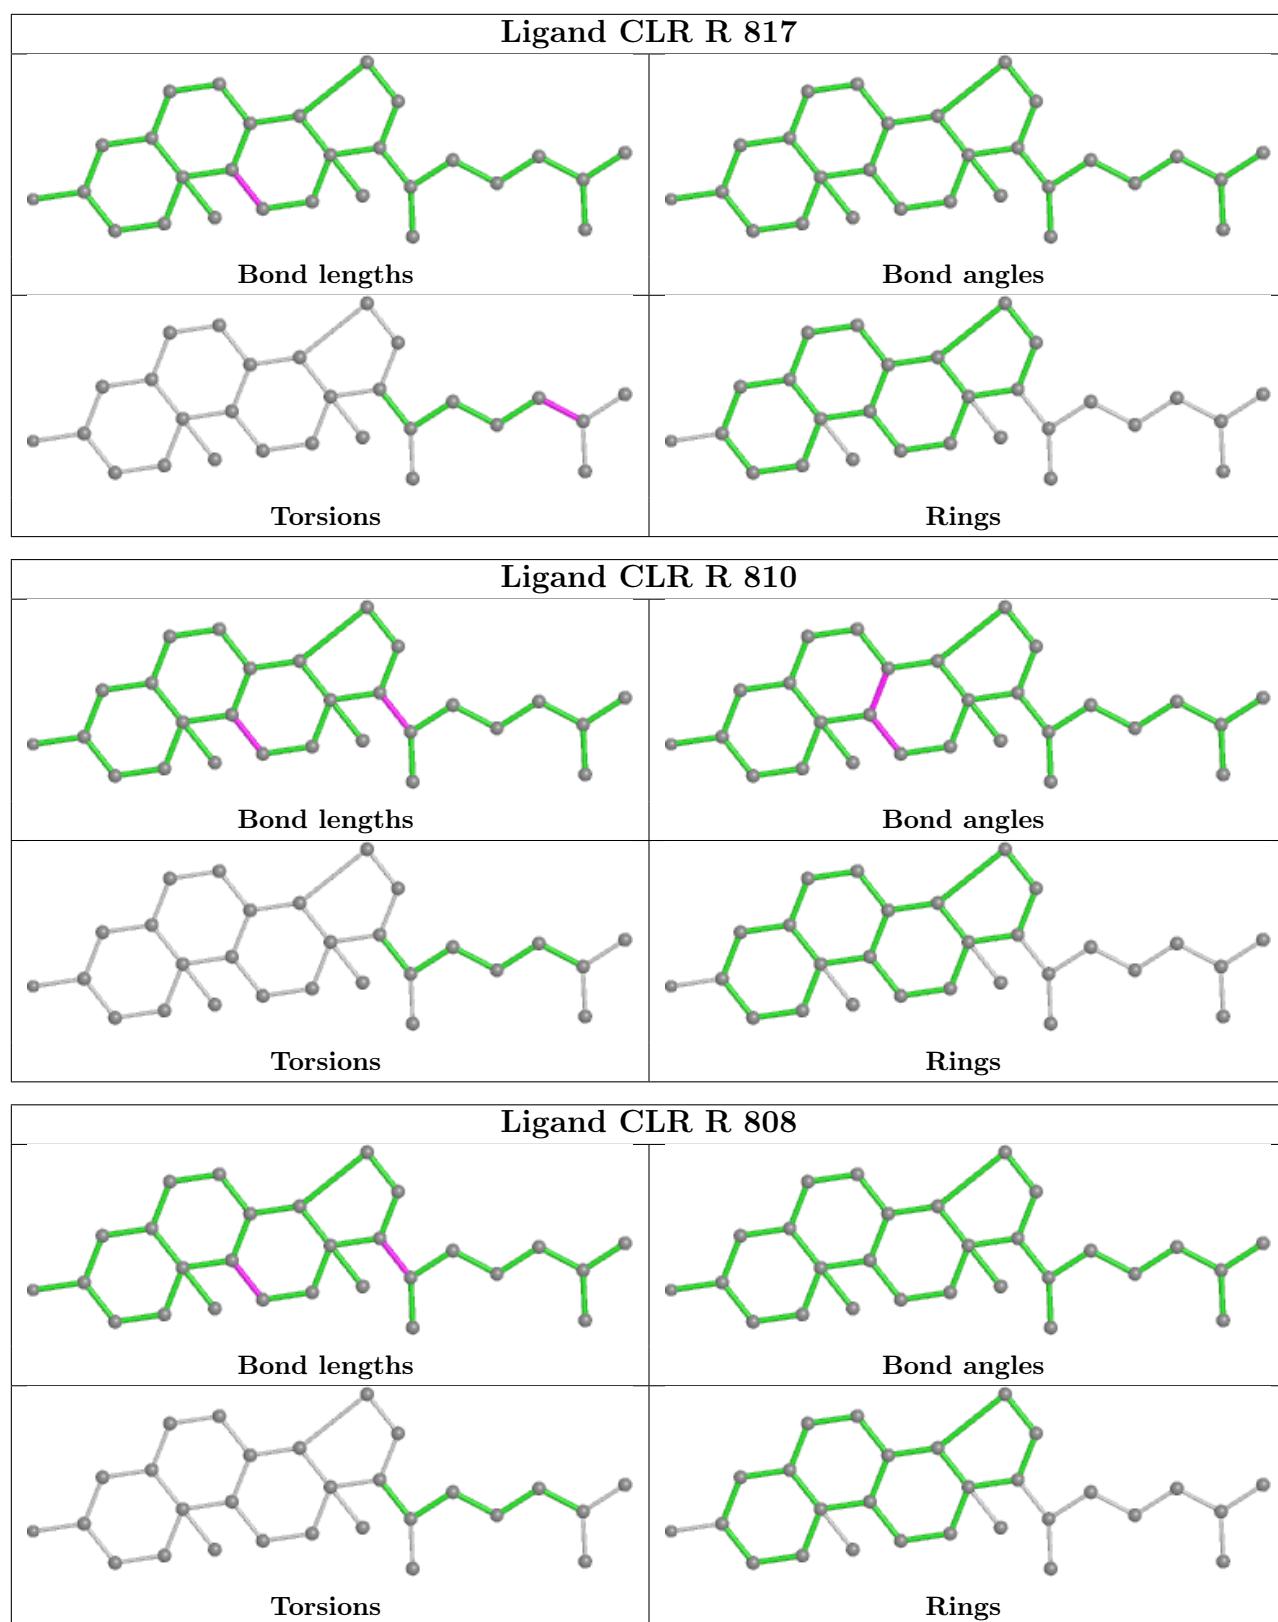 Ligand CLR R 817
Bond lengths
Bond angles
Torsions
Rings
Ligand CLR R 810
Bond lengths
Bond angles
Torsions
Rings
Ligand CLR R 808
Bond lengths
Bond angles
Torsions
Rings